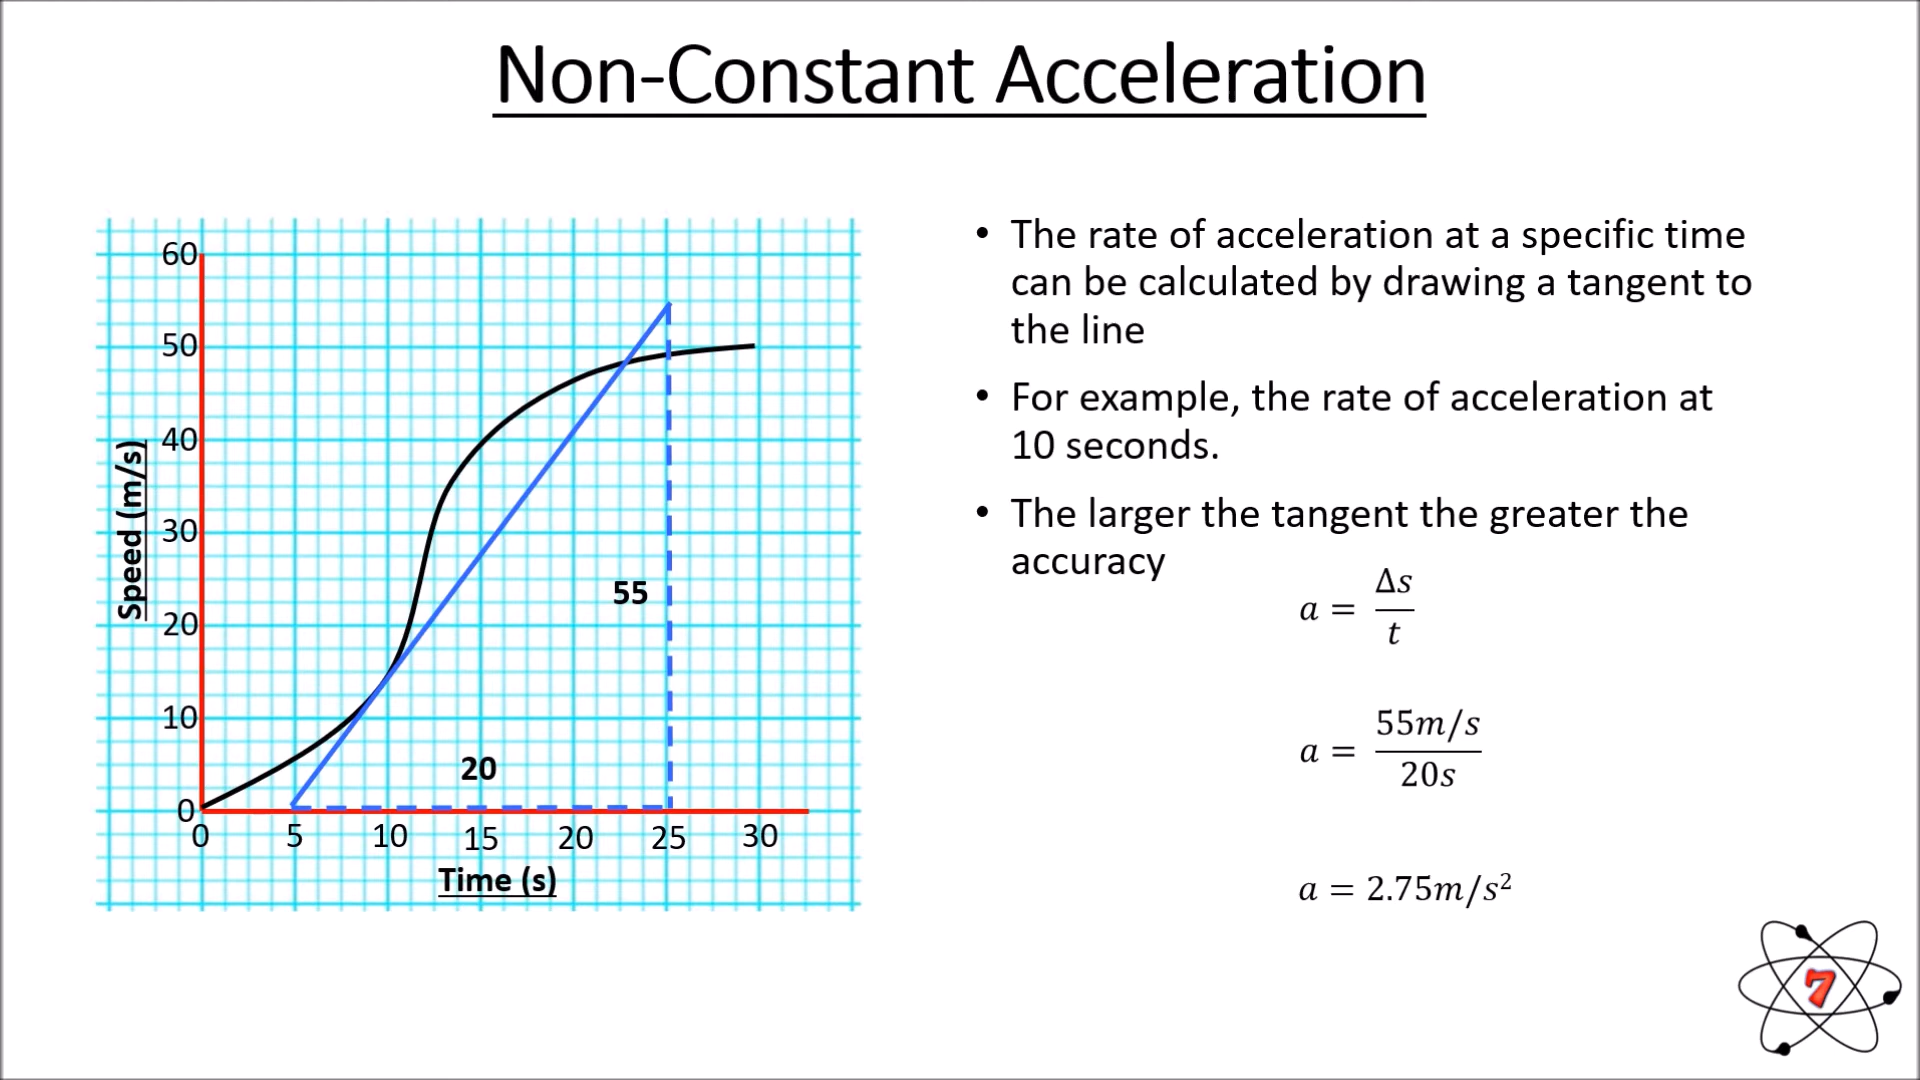 Non-Constant Acceleration
60
50
40
30
20
10
0
Speed (m/s)
55
20
0 5 10 15 20 25 30
Time (s)
• The rate of acceleration at a specific time
can be calculated by drawing a tangent to
the line
• For example, the rate of acceleration at
10 seconds.
• The larger the tangent the greater the
accuracy
a = Δs/t
a = 55m/s/20s
a = 2.75m/s²
7